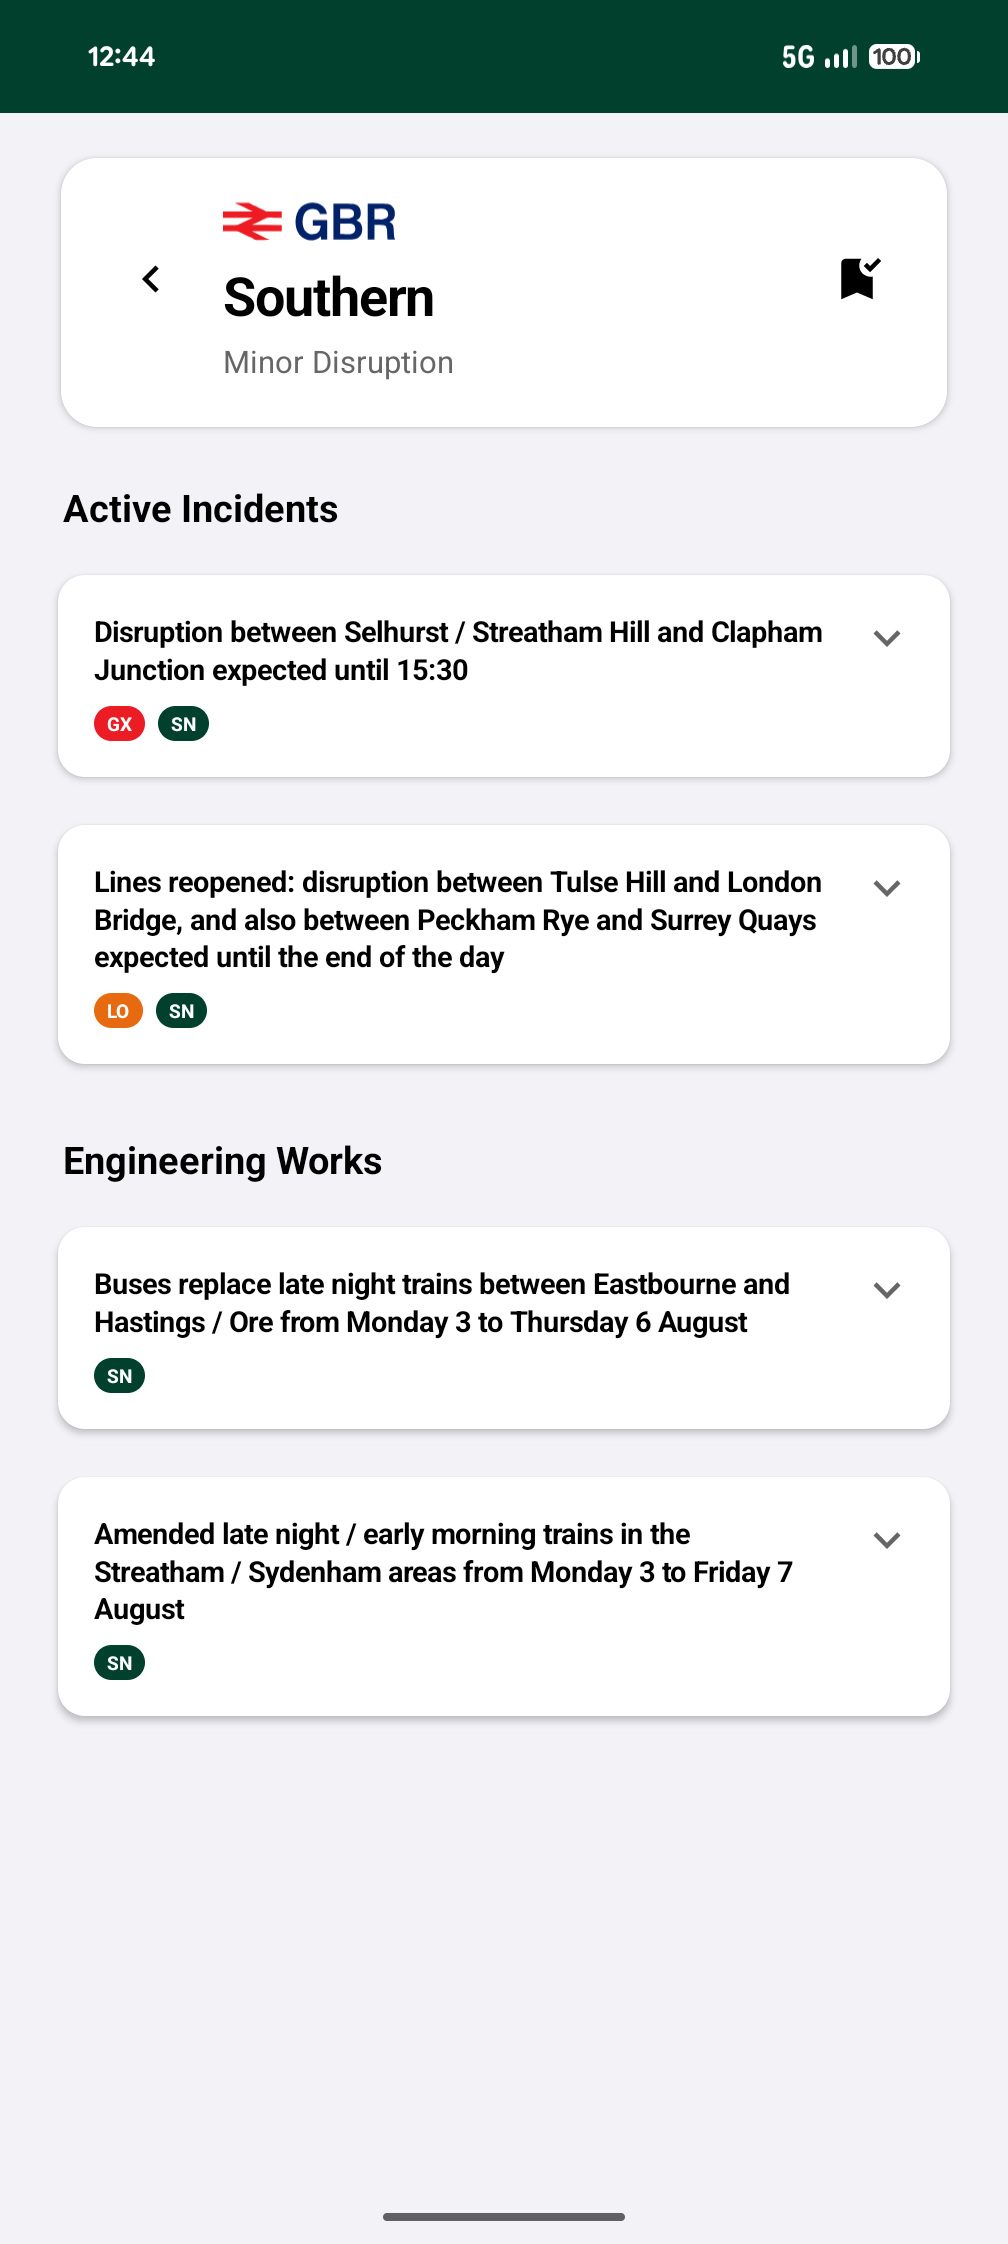 12:44
5G 100
GBR
Southern
Minor Disruption
Active Incidents
Disruption between Selhurst / Streatham Hill and Clapham
Junction expected until 15:30
GX SN
Lines reopened: disruption between Tulse Hill and London
Bridge, and also between Peckham Rye and Surrey Quays
expected until the end of the day
LO SN
Engineering Works
Buses replace late night trains between Eastbourne and
Hastings / Ore from Monday 3 to Thursday 6 August
SN
Amended late night / early morning trains in the
Streatham / Sydenham areas from Monday 3 to Friday 7
August
SN